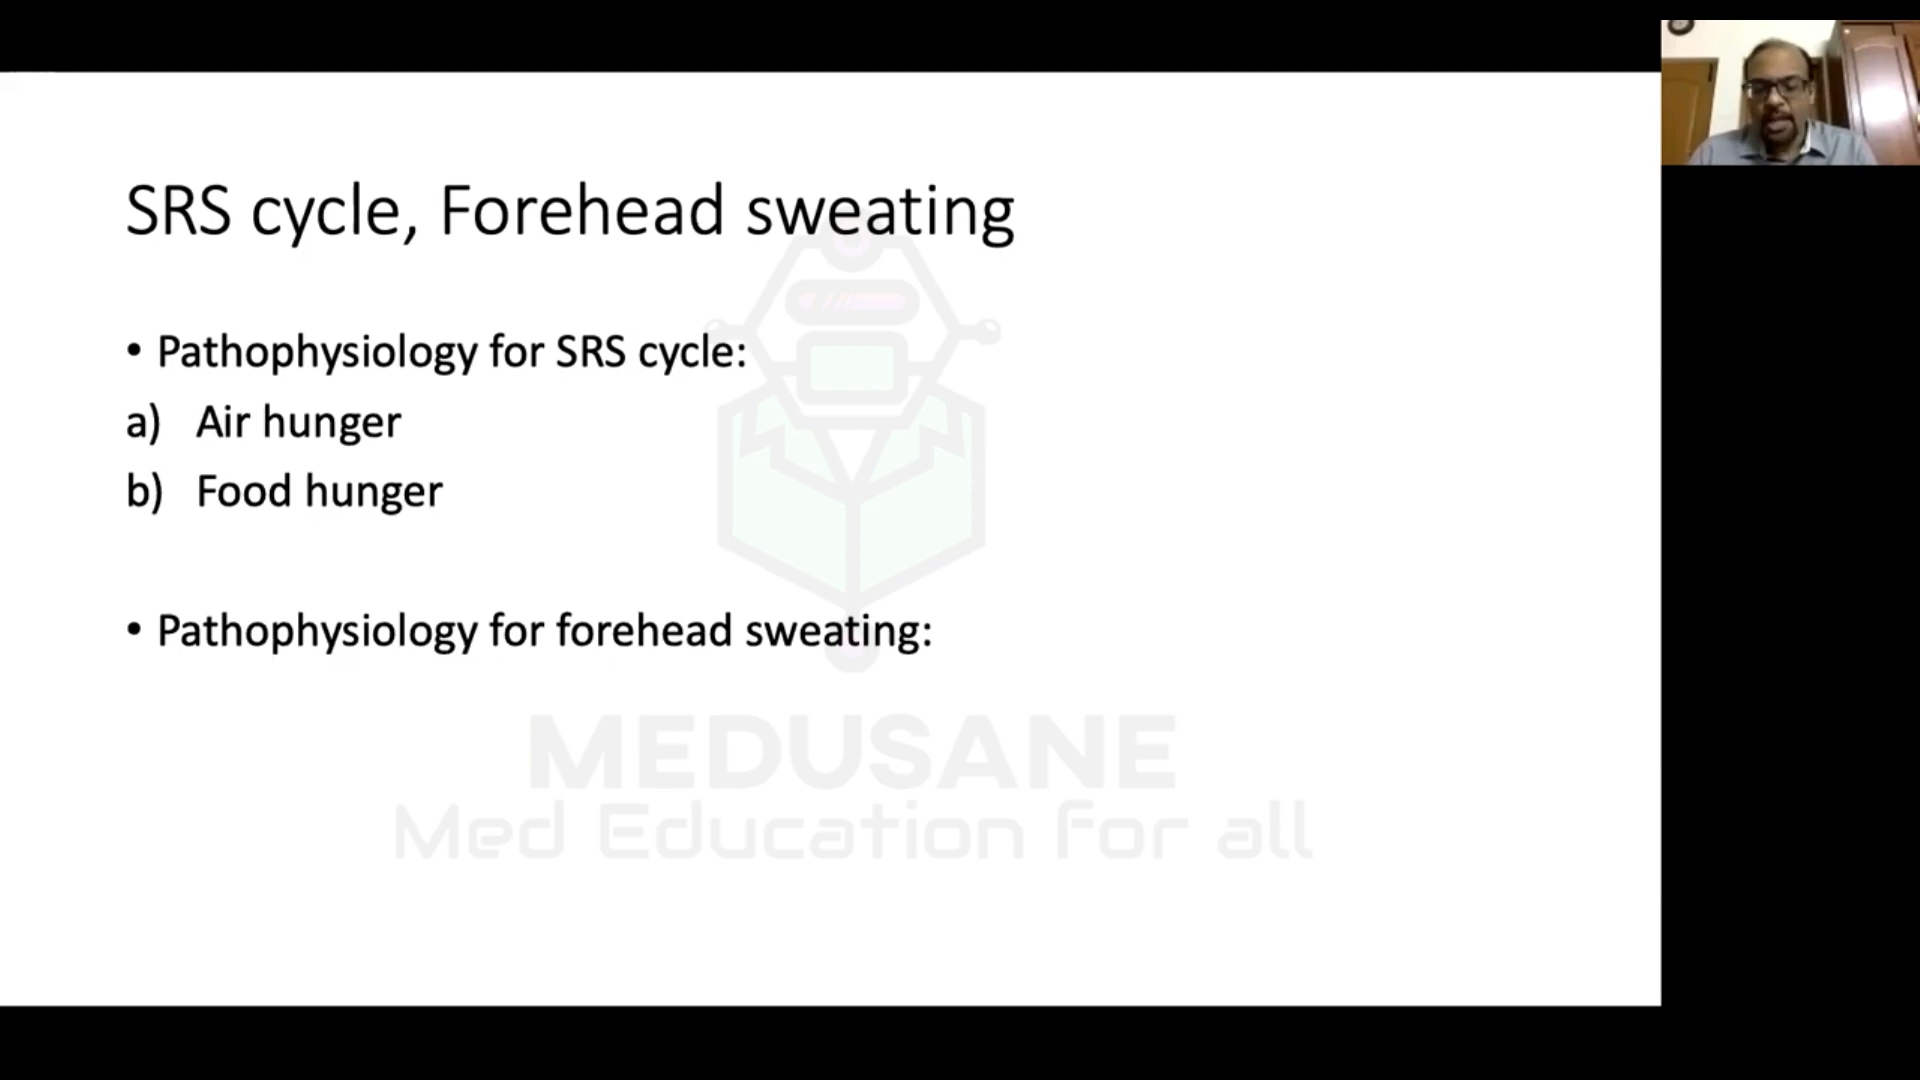 SRS cycle, Forehead sweating
• Pathophysiology for SRS cycle:
a) Air hunger
b) Food hunger
• Pathophysiology for forehead sweating:
MEDUSANE
Med Education for all